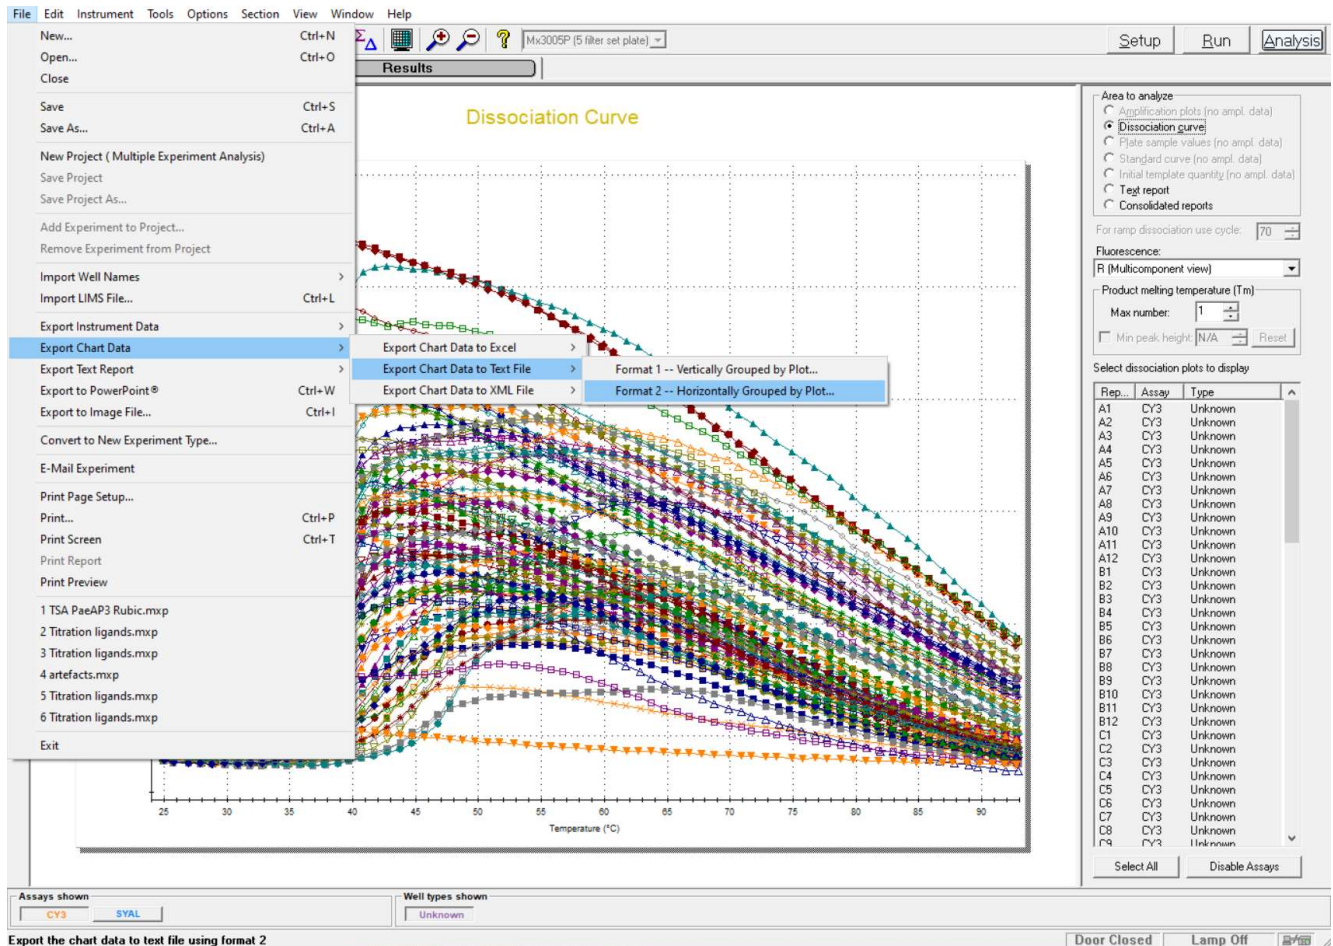 File Edit Instrument Tools Options Section View Window Help
New... Ctrl+N
Open... Ctrl+O
Close
Save Ctrl+S
Save As... Ctrl+A
New Project ( Multiple Experiment Analysis)
Save Project
Save Project As...
Add Experiment to Project...
Remove Experiment from Project
Import Well Names
Import LIMS File... Ctrl+L
Export Instrument Data
Export Chart Data
Export Text Report
Export to PowerPoint® Ctrl+W
Export to Image File... Ctrl+I
Convert to New Experiment Type...
E-Mail Experiment
Print Page Setup...
Print... Ctrl+P
Print Screen Ctrl+T
Print Report
Print Preview
1 TSA PaeAP3 Rubic.mxp
2 Titration ligands.mxp
3 Titration ligands.mxp
4 artefacts.mxp
5 Titration ligands.mxp
6 Titration ligands.mxp
Exit
Export Chart Data to Excel
Export Chart Data to Text File
Export Chart Data to XML File
Format 1 -- Vertically Grouped by Plot...
Format 2 -- Horizontally Grouped by Plot...
Mx3005P (5 filter set plate)
Setup Run Analysis
Results
Dissociation Curve
25 30 35 40 45 50 55 60 65 70 75 80 85 90
Temperature (°C)
Area to analyze
Amplification plots (no ampl. data)
Dissociation curve
Plate sample values (no ampl. data)
Standard curve (no ampl. data)
Initial template quantity (no ampl. data)
Text report
Consolidated reports
For ramp dissociation use cycle: 70
Fluorescence:
R (Multicomponent view)
Product melting temperature (Tm)
Max number: 1
Min peak height: N/A Reset
Select dissociation plots to display
Rep... Assay Type
A1 CY3 Unknown
A2 CY3 Unknown
A3 CY3 Unknown
A4 CY3 Unknown
A5 CY3 Unknown
A6 CY3 Unknown
A7 CY3 Unknown
A8 CY3 Unknown
A9 CY3 Unknown
A10 CY3 Unknown
A11 CY3 Unknown
A12 CY3 Unknown
B1 CY3 Unknown
B2 CY3 Unknown
B3 CY3 Unknown
B4 CY3 Unknown
B5 CY3 Unknown
B6 CY3 Unknown
B7 CY3 Unknown
B8 CY3 Unknown
B9 CY3 Unknown
B10 CY3 Unknown
B11 CY3 Unknown
B12 CY3 Unknown
C1 CY3 Unknown
C2 CY3 Unknown
C3 CY3 Unknown
C4 CY3 Unknown
C5 CY3 Unknown
C6 CY3 Unknown
C7 CY3 Unknown
C8 CY3 Unknown
C9 CY3 Unknown
Select All Disable Assays
Assays shown
CY3 SYAL
Well types shown
Unknown
Export the chart data to text file using format 2
Door Closed Lamp Off